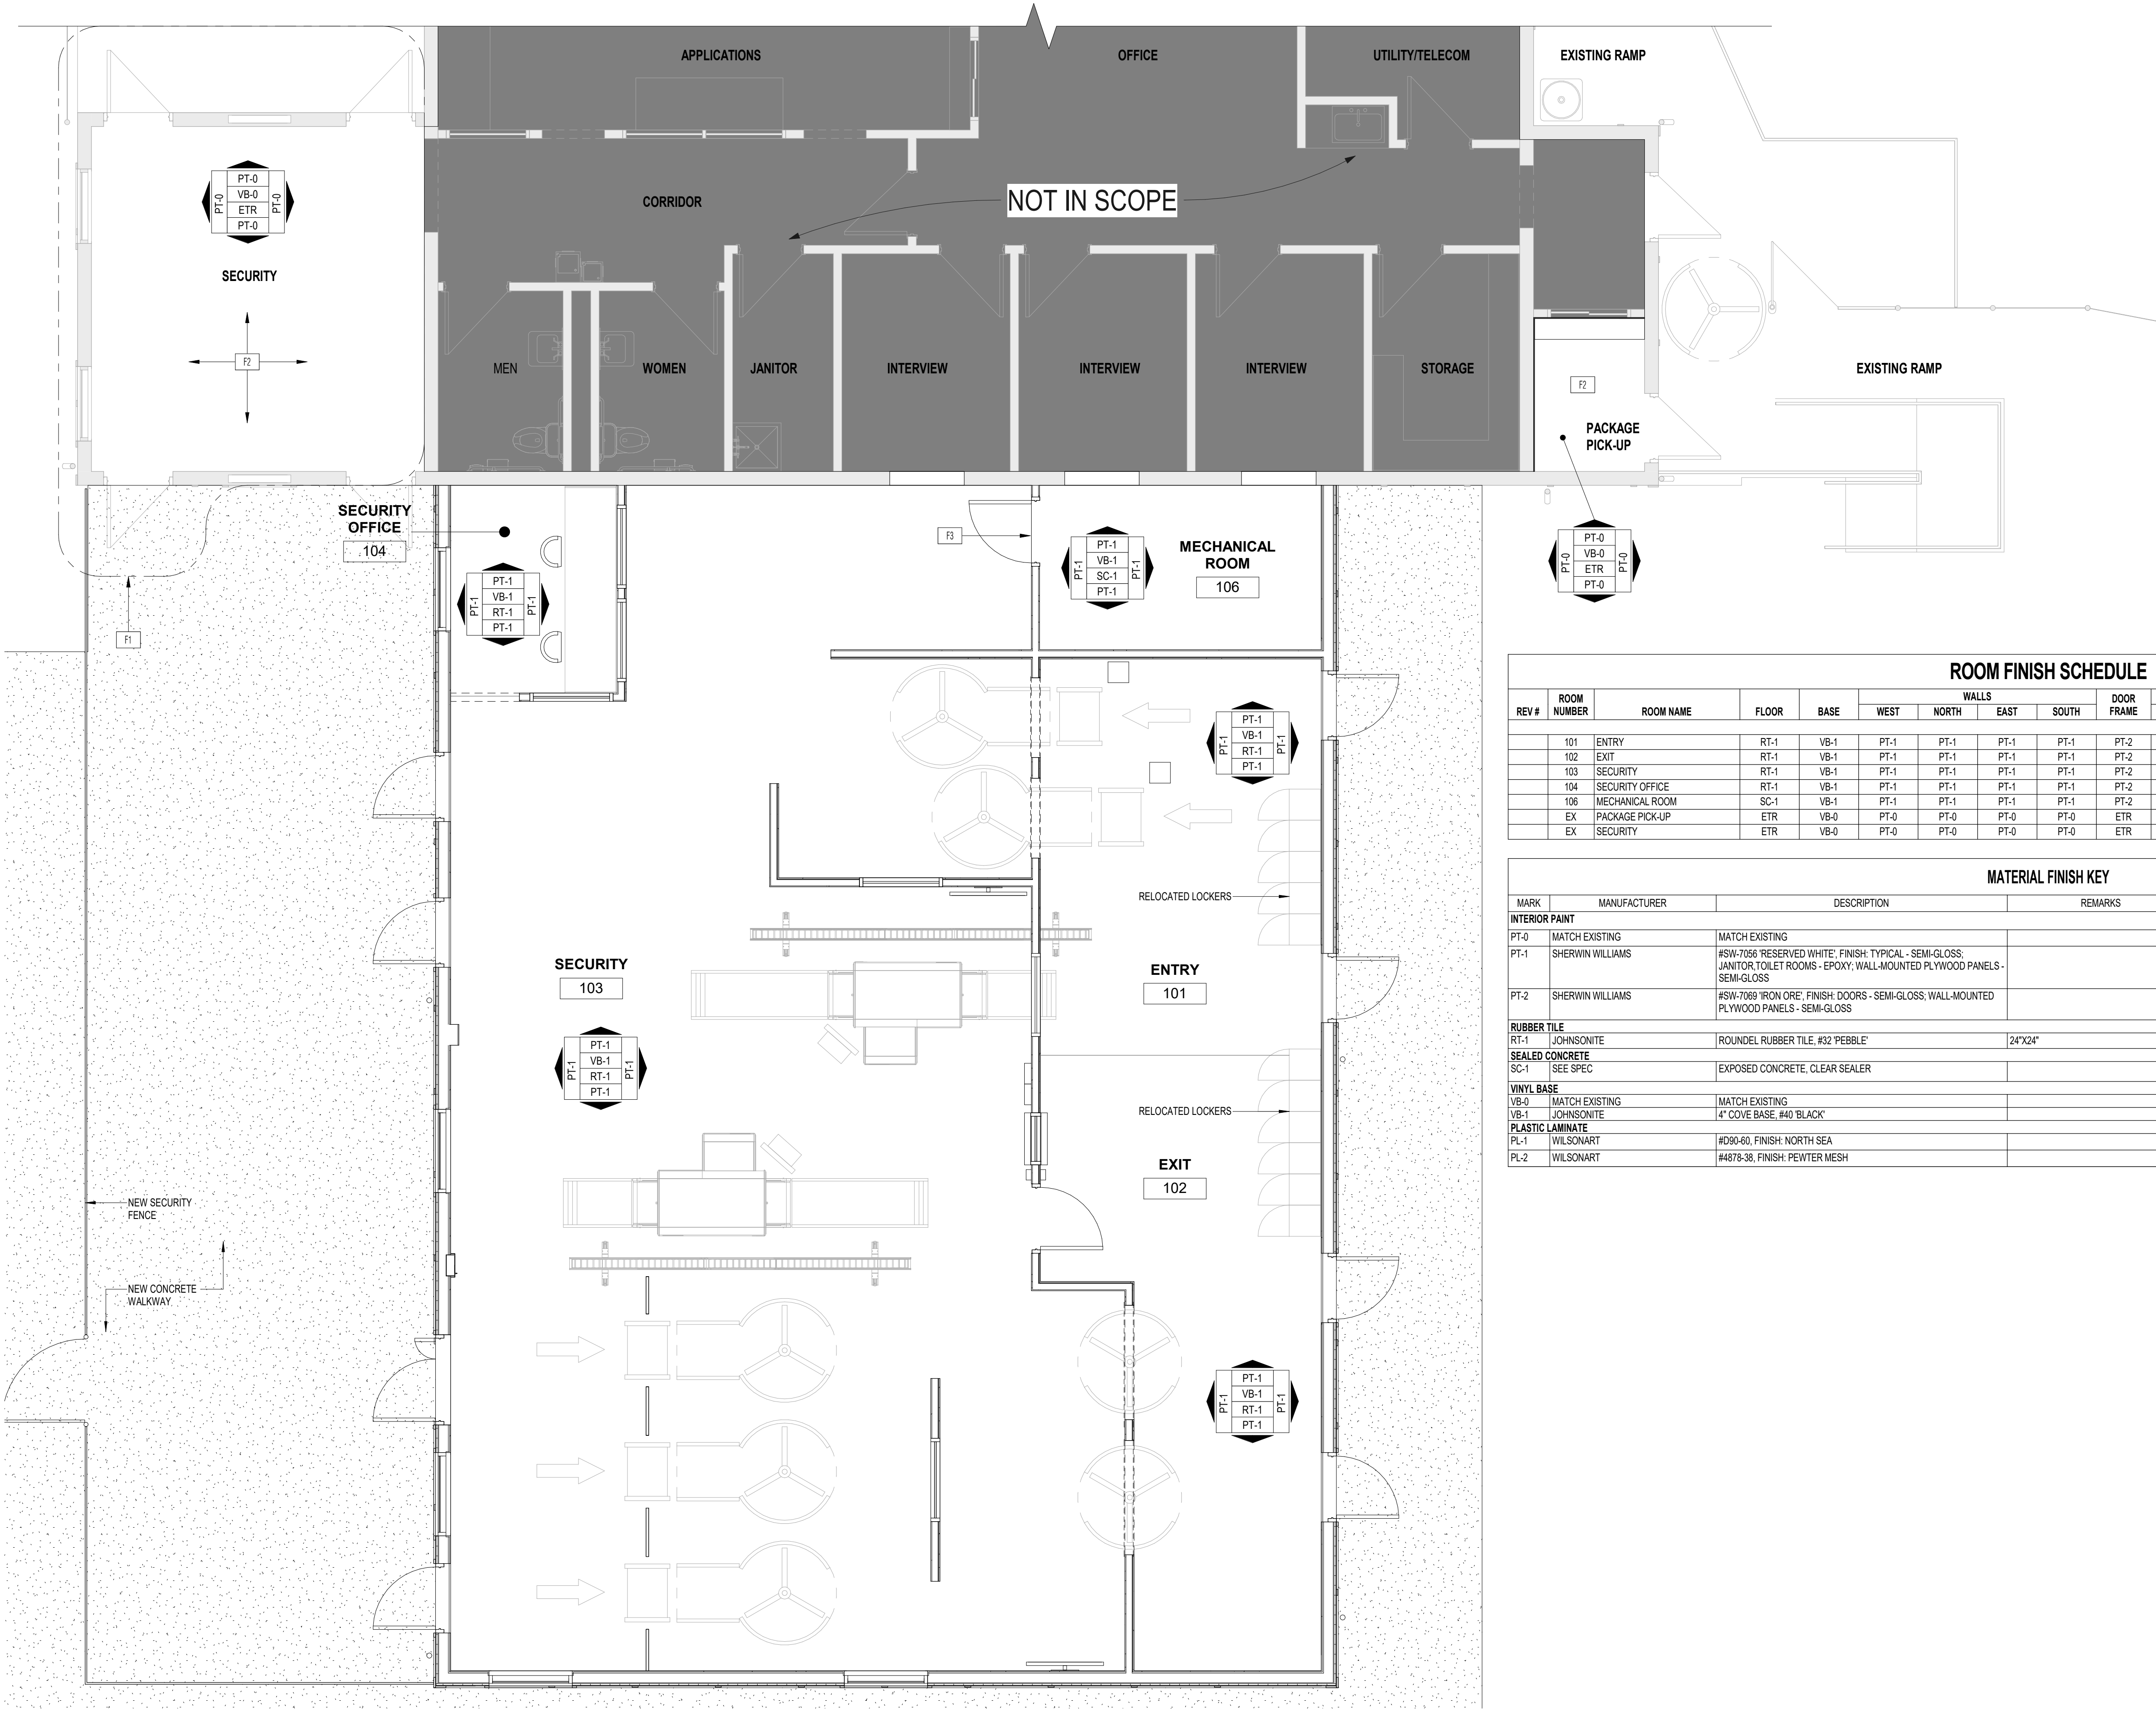 APPLICATIONS
OFFICE
UTILITY/TELECOM
EXISTING RAMP
PT-0
VB-0
ETR
PT-0
PT-0
PT-0
SECURITY
F2
CORRIDOR
NOT IN SCOPE
MEN
WOMEN
JANITOR
INTERVIEW
INTERVIEW
INTERVIEW
STORAGE
F2
PACKAGE
PICK-UP
EXISTING RAMP
SECURITY
OFFICE
104
F1
PT-1
VB-1
RT-1
PT-1
PT-1
PT-1
F3
PT-1
VB-1
SC-1
PT-1
PT-1
PT-1
MECHANICAL
ROOM
106
PT-0
VB-0
ETR
PT-0
PT-0
PT-0
PT-1
VB-1
RT-1
PT-1
PT-1
PT-1
RELOCATED LOCKERS
SECURITY
103
ENTRY
101
PT-1
VB-1
RT-1
PT-1
PT-1
PT-1
RELOCATED LOCKERS
EXIT
102
NEW SECURITY
FENCE
NEW CONCRETE
WALKWAY
PT-1
VB-1
RT-1
PT-1
PT-1
PT-1
ROOM FINISH SCHEDULE
REV # ROOM NUMBER ROOM NAME FLOOR BASE WALLS WEST NORTH EAST SOUTH DOOR FRAME
101 ENTRY RT-1 VB-1 PT-1 PT-1 PT-1 PT-1 PT-2
102 EXIT RT-1 VB-1 PT-1 PT-1 PT-1 PT-1 PT-2
103 SECURITY RT-1 VB-1 PT-1 PT-1 PT-1 PT-1 PT-2
104 SECURITY OFFICE RT-1 VB-1 PT-1 PT-1 PT-1 PT-1 PT-2
106 MECHANICAL ROOM SC-1 VB-1 PT-1 PT-1 PT-1 PT-1 PT-2
EX PACKAGE PICK-UP ETR VB-0 PT-0 PT-0 PT-0 PT-0 ETR
EX SECURITY ETR VB-0 PT-0 PT-0 PT-0 PT-0 ETR
MATERIAL FINISH KEY
MARK MANUFACTURER DESCRIPTION REMARKS
INTERIOR PAINT
PT-0 MATCH EXISTING MATCH EXISTING
PT-1 SHERWIN WILLIAMS #SW-7056 'RESERVED WHITE', FINISH: TYPICAL - SEMI-GLOSS;
JANITOR,TOILET ROOMS - EPOXY; WALL-MOUNTED PLYWOOD PANELS -
SEMI-GLOSS
PT-2 SHERWIN WILLIAMS #SW-7069 'IRON ORE', FINISH: DOORS - SEMI-GLOSS; WALL-MOUNTED
PLYWOOD PANELS - SEMI-GLOSS
RUBBER TILE
RT-1 JOHNSONITE ROUNDEL RUBBER TILE, #32 'PEBBLE' 24"X24"
SEALED CONCRETE
SC-1 SEE SPEC EXPOSED CONCRETE, CLEAR SEALER
VINYL BASE
VB-0 MATCH EXISTING MATCH EXISTING
VB-1 JOHNSONITE 4" COVE BASE, #40 'BLACK'
PLASTIC LAMINATE
PL-1 WILSONART #D90-60, FINISH: NORTH SEA
PL-2 WILSONART #4878-38, FINISH: PEWTER MESH